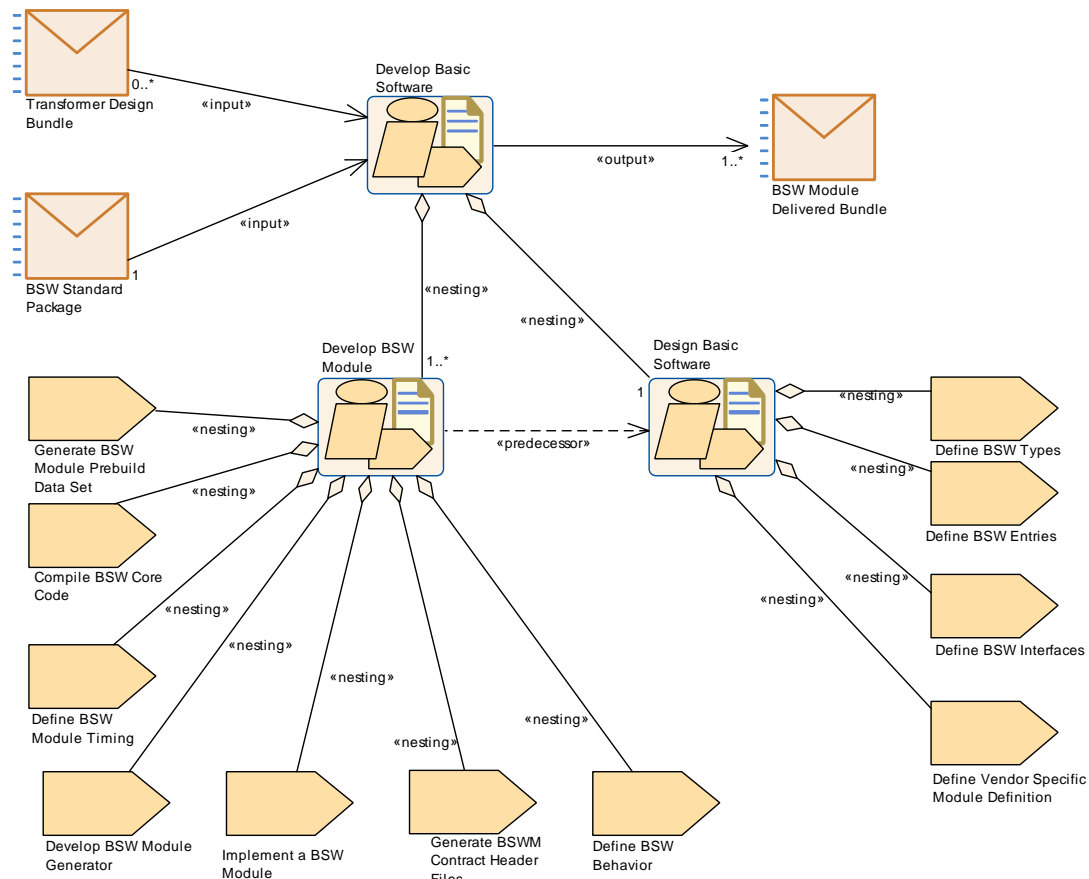 Develop Basic
Software
0..*
Transformer Design
Bundle
«input»
«output»
1..*
BSW Module
Delivered Bundle
«input»
1
BSW Standard
Package
«nesting»
«nesting»
Develop BSW
Module
1..*
Design Basic
Software
1
«nesting»
«predecessor»
«nesting»
Generate BSW
Module Prebuild
Data Set
Define BSW Types
«nesting»
«nesting»
Compile BSW Core
Code
Define BSW Entries
«nesting»
«nesting»
«nesting»
«nesting»
Define BSW Interfaces
«nesting»
Define BSW
Module Timing
«nesting»
«nesting»
Define Vendor Specific
Module Definition
Develop BSW Module
Generator
Implement a BSW
Module
Generate BSWM
Contract Header
Files
Define BSW
Behavior